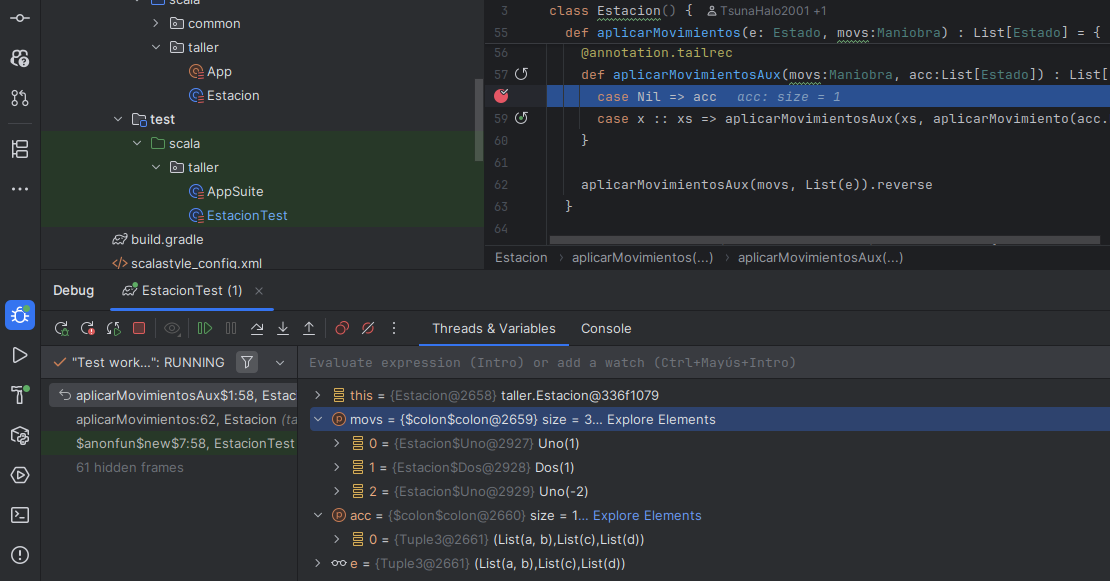 scala
common
taller
App
Estacion
test
scala
taller
AppSuite
EstacionTest
build.gradle
scalastyle_config.xml
3 class Estacion() { TsunaHalo2001 +1
55 def aplicarMovimientos(e: Estado, movs:Maniobra) : List[Estado] = {
56 @annotation.tailrec
57 def aplicarMovimientosAux(movs:Maniobra, acc:List[Estado]) : List[
case Nil => acc acc: size = 1
59 case x :: xs => aplicarMovimientosAux(xs, aplicarMovimiento(acc.
60 }
61
62 aplicarMovimientosAux(movs, List(e)).reverse
63 }
64
Estacion › aplicarMovimientos(...) › aplicarMovimientosAux(...)
Debug EstacionTest (1) ×
Threads & Variables Console
"Test work...": RUNNING
Evaluate expression (Intro) or add a watch (Ctrl+Mayús+Intro)
aplicarMovimientosAux$1:58, Estac
aplicarMovimientos:62, Estacion (ta
$anonfun$new$7:58, EstacionTest
61 hidden frames
this = {Estacion@2658} taller.Estacion@336f1079
movs = {$colon$colon@2659} size = 3... Explore Elements
0 = {Estacion$Uno@2927} Uno(1)
1 = {Estacion$Dos@2928} Dos(1)
2 = {Estacion$Uno@2929} Uno(-2)
acc = {$colon$colon@2660} size = 1... Explore Elements
0 = {Tuple3@2661} (List(a, b),List(c),List(d))
e = {Tuple3@2661} (List(a, b),List(c),List(d))